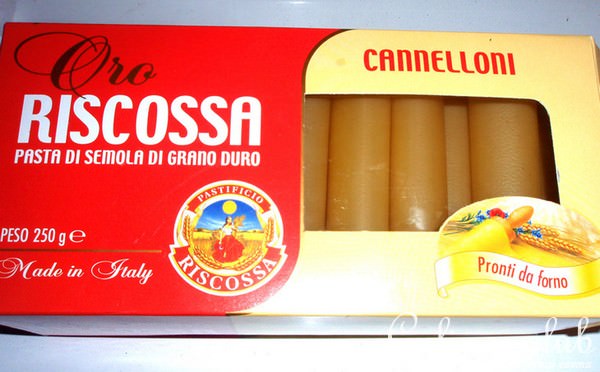 Oro
RISCOSSA
PASTA DI SEMOLA DI GRANO DURO
PESO 250 g ℮
Made in Italy
PASTIFICIO
RISCOSSA
CANNELLONI
Pronti da forno